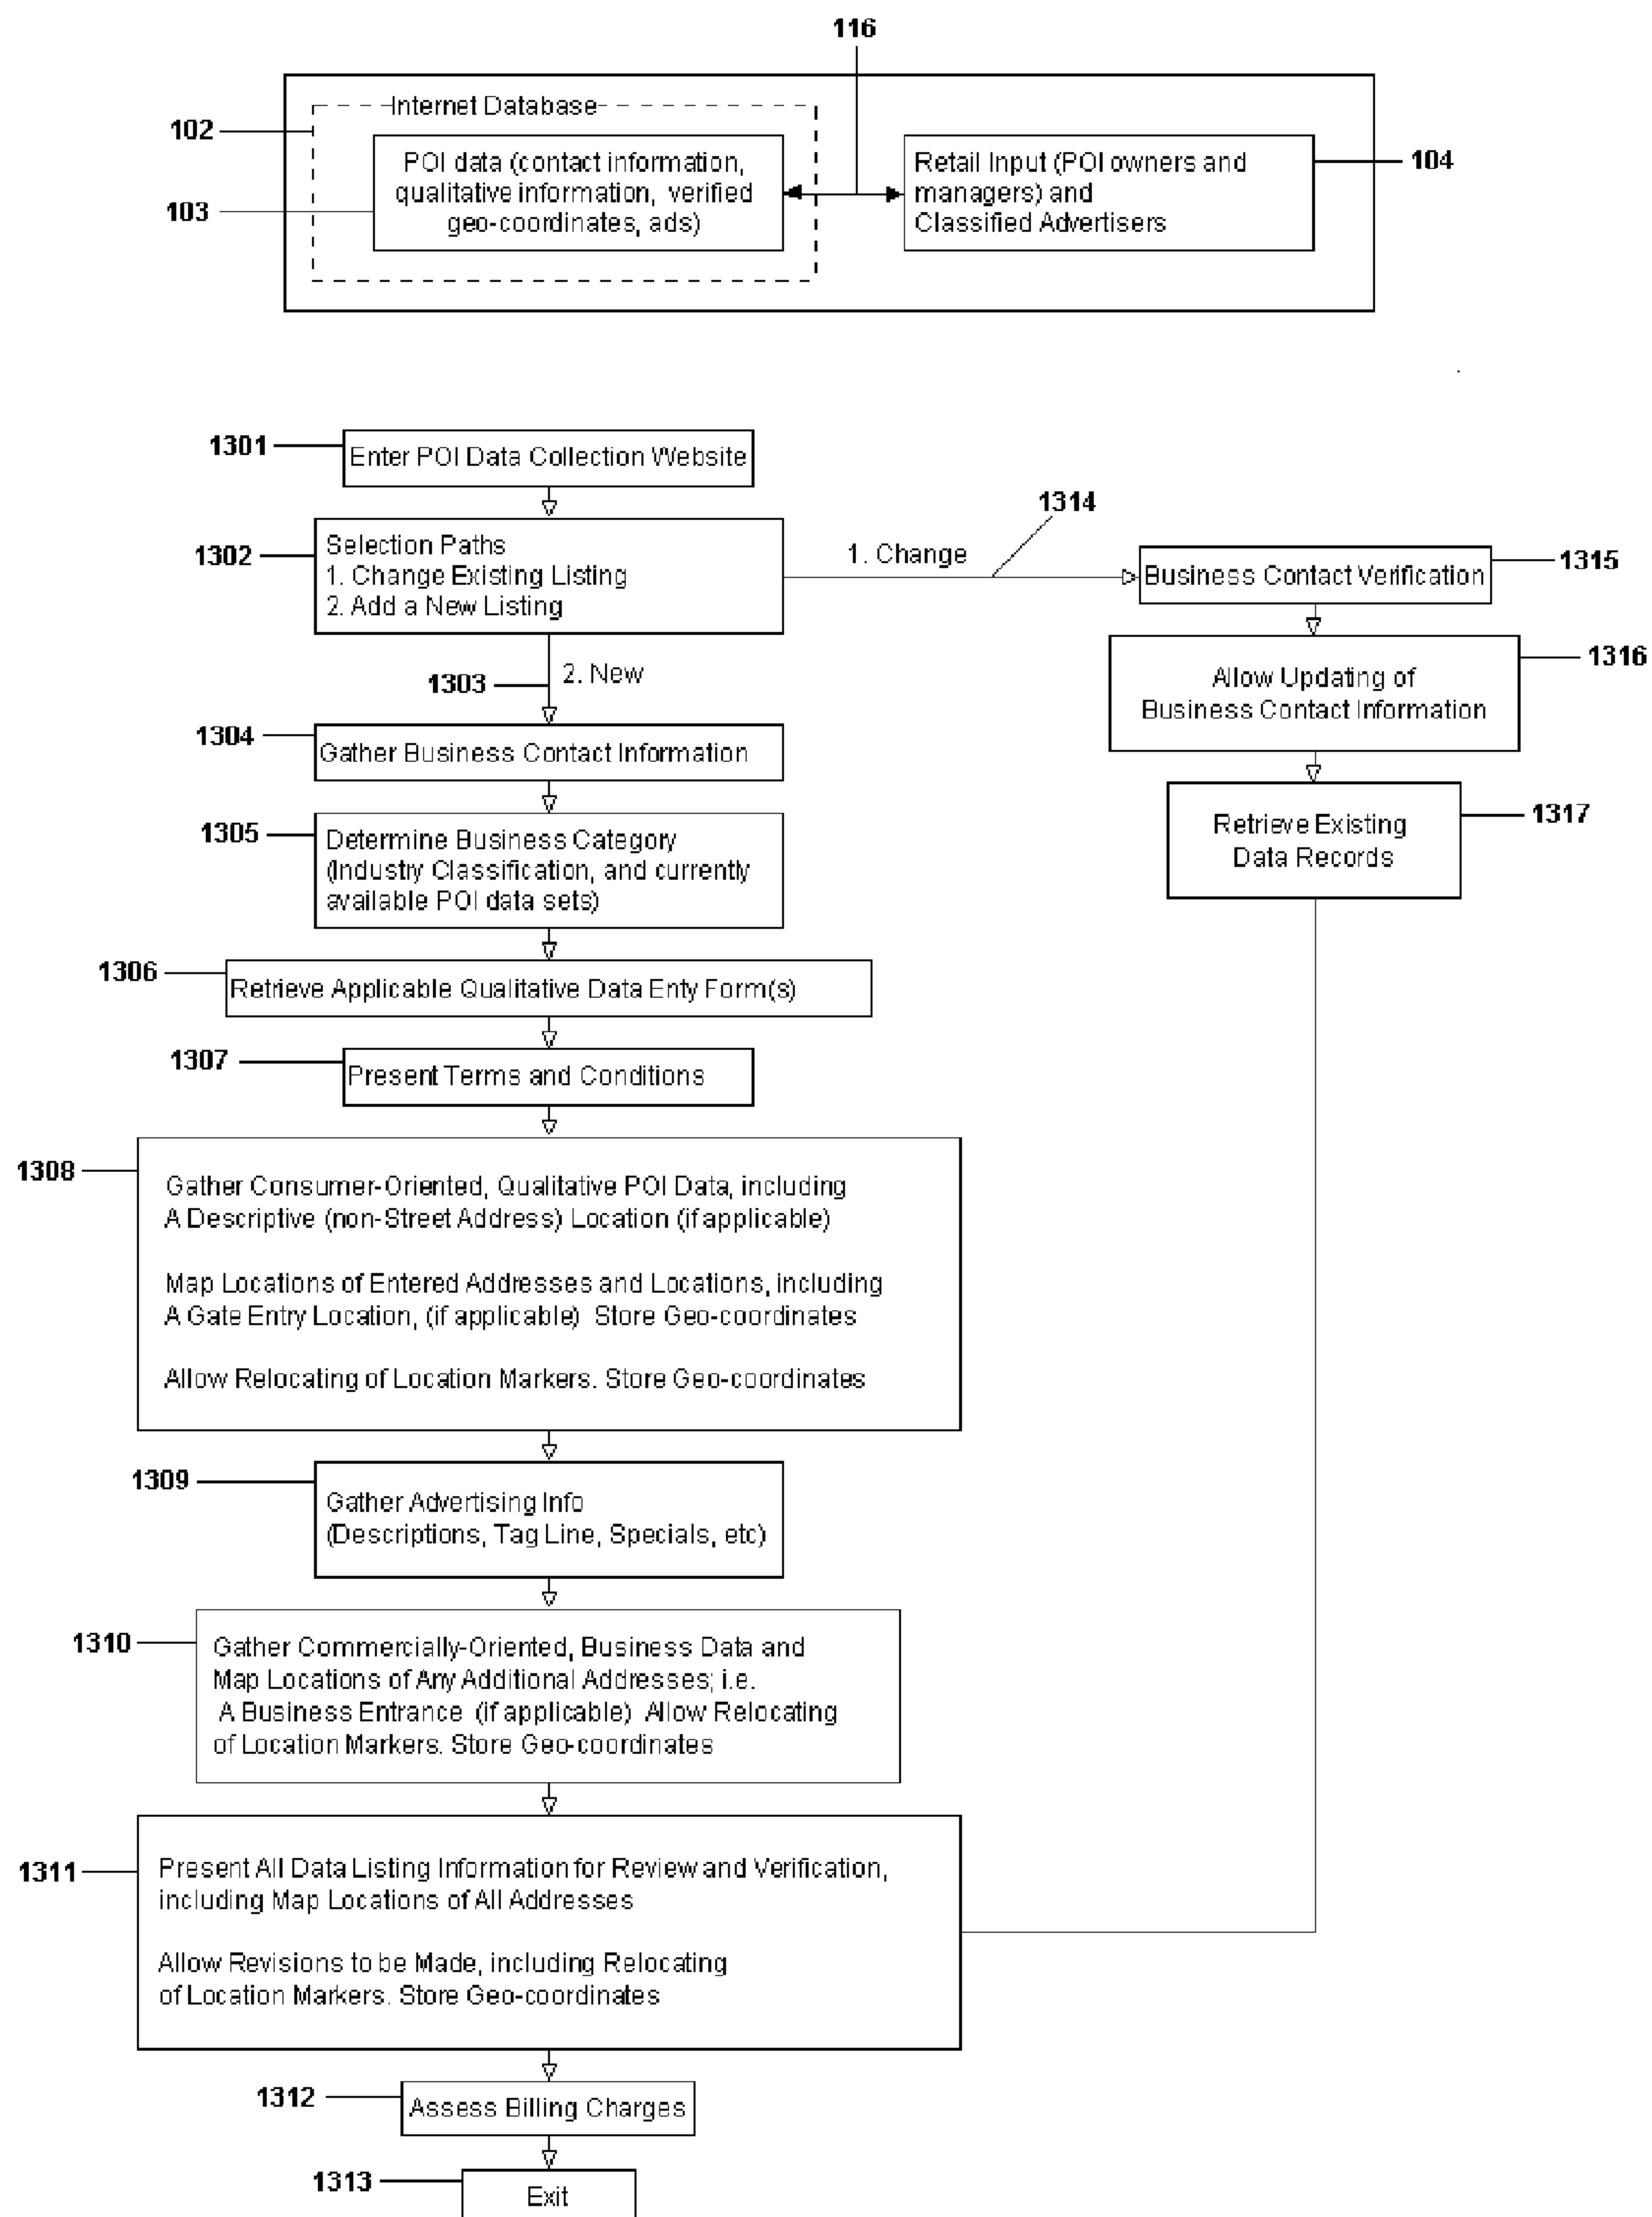 116
Internet Database
102
POI data (contact information,
qualitative information, verified
geo-coordinates, ads)
103
Retail Input (POI owners and
managers) and
Classified Advertisers
104
1301
Enter POI Data Collection Website
1302
Selection Paths
1. Change Existing Listing
2. Add a New Listing
1. Change
1314
Business Contact Verification
1315
1303
2. New
Allow Updating of
Business Contact Information
1316
1304
Gather Business Contact Information
1305
Determine Business Category
(Industry Classification, and currently
available POI data sets)
Retrieve Existing
Data Records
1317
1306
Retrieve Applicable Qualitative Data Enty Form(s)
1307
Present Terms and Conditions
1308
Gather Consumer-Oriented, Qualitative POI Data, including
A Descriptive (non-Street Address) Location (if applicable)
Map Locations of Entered Addresses and Locations, including
A Gate Entry Location, (if applicable) Store Geo-coordinates
Allow Relocating of Location Markers. Store Geo-coordinates
1309
Gather Advertising Info
(Descriptions, Tag Line, Specials, etc)
1310
Gather Commercially-Oriented, Business Data and
Map Locations of Any Additional Addresses; i.e.
A Business Entrance (if applicable) Allow Relocating
of Location Markers. Store Geo-coordinates
1311
Present All Data Listing Information for Review and Verification,
including Map Locations of All Addresses
Allow Revisions to be Made, including Relocating
of Location Markers. Store Geo-coordinates
1312
Assess Billing Charges
1313
Exit